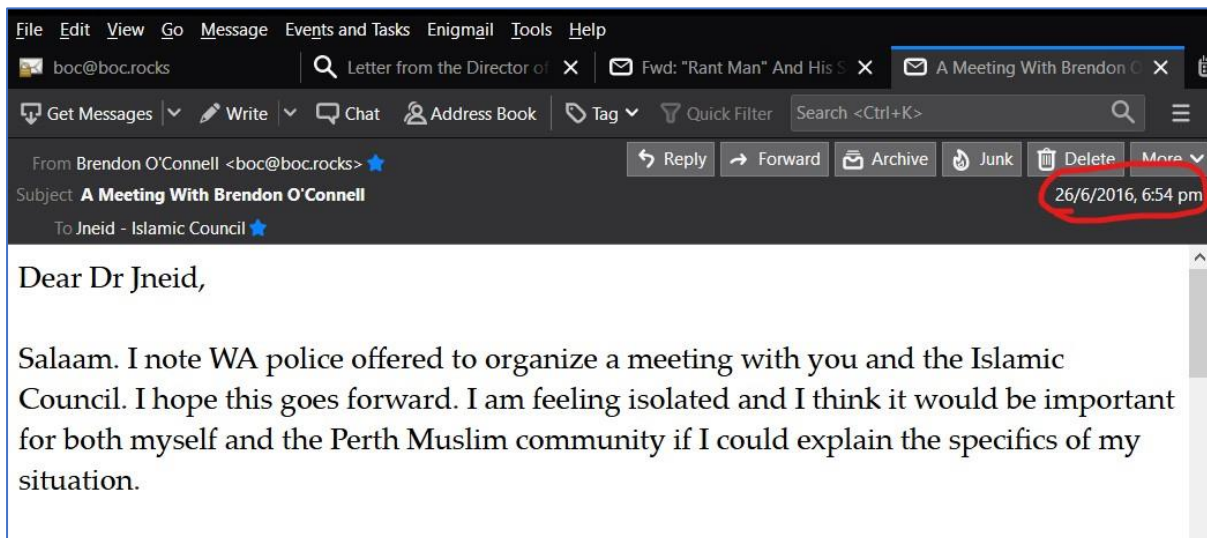 File Edit View Go Message Events and Tasks Enigmail Tools Help
boc@boc.rocks Letter from the Director of Fwd: "Rant Man" And His S A Meeting With Brendon O
Get Messages Write Chat Address Book Tag Quick Filter Search <Ctrl+K>
From Brendon O'Connell <boc@boc.rocks> Reply Forward Archive Junk Delete More
Subject A Meeting With Brendon O'Connell 26/6/2016, 6:54 pm
To Jneid - Islamic Council
Dear Dr Jneid,
Salaam. I note WA police offered to organize a meeting with you and the Islamic
Council. I hope this goes forward. I am feeling isolated and I think it would be important
for both myself and the Perth Muslim community if I could explain the specifics of my
situation.